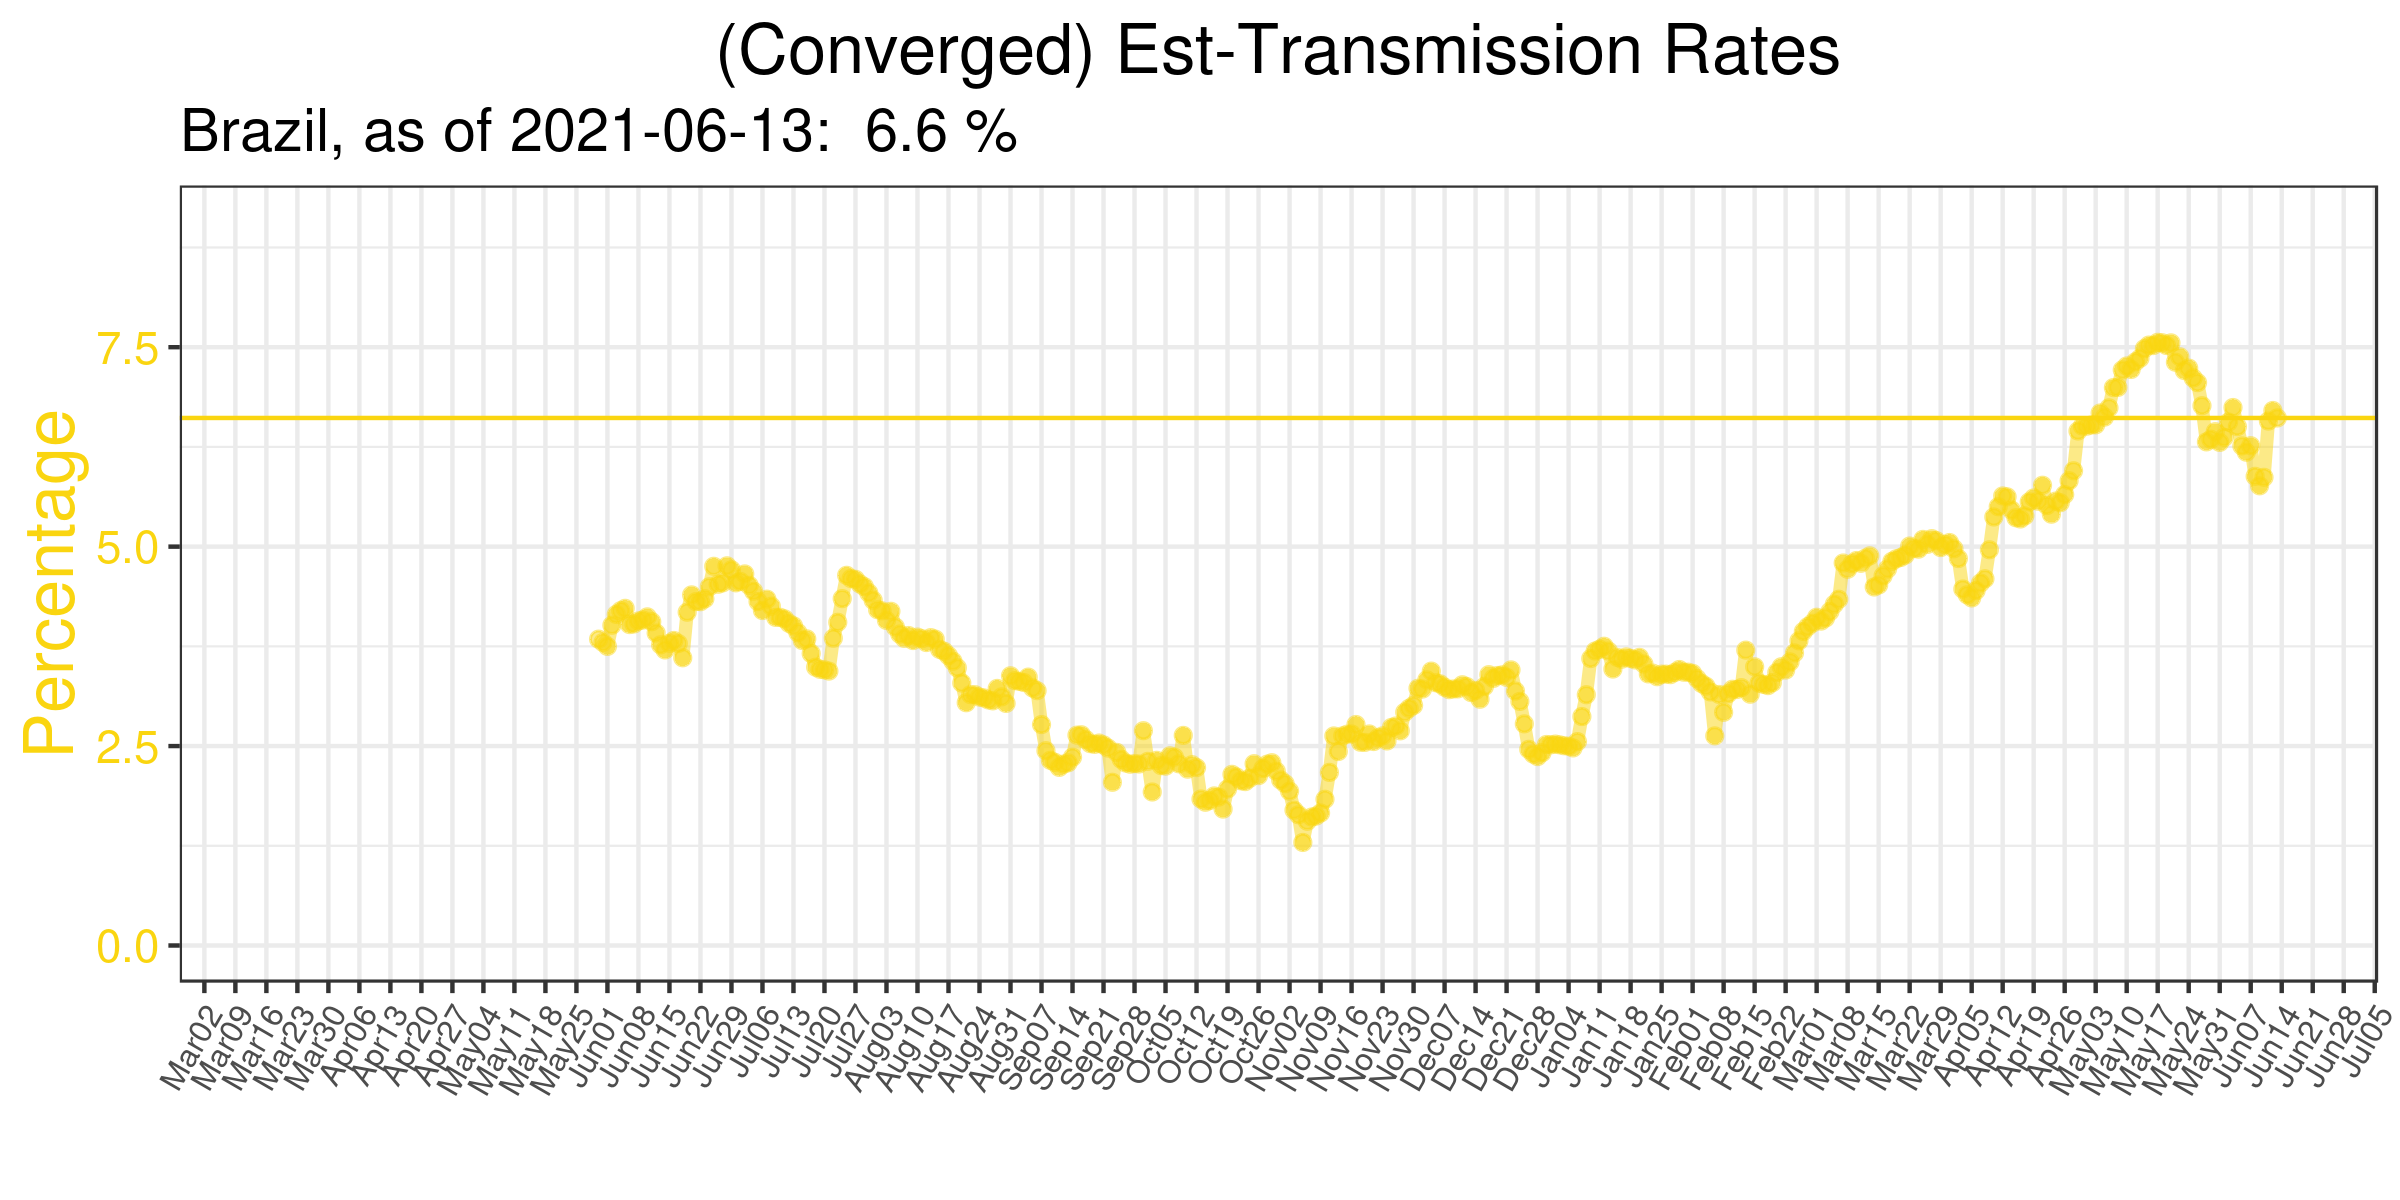 (Converged) Est-Transmission Rates
Brazil, as of 2021-06-13:  6.6 %
Percentage
7.5
5.0
2.5
0.0
Mar02
Mar09
Mar16
Mar23
Mar30
Apr06
Apr13
Apr20
Apr27
May04
May11
May18
May25
Jun01
Jun08
Jun15
Jun22
Jun29
Jul06
Jul13
Jul20
Jul27
Aug03
Aug10
Aug17
Aug24
Aug31
Sep07
Sep14
Sep21
Sep28
Oct05
Oct12
Oct19
Oct26
Nov02
Nov09
Nov16
Nov23
Nov30
Dec07
Dec14
Dec21
Dec28
Jan04
Jan11
Jan18
Jan25
Feb01
Feb08
Feb15
Feb22
Mar01
Mar08
Mar15
Mar22
Mar29
Apr05
Apr12
Apr19
Apr26
May03
May10
May17
May24
May31
Jun07
Jun14
Jun21
Jun28
Jul05